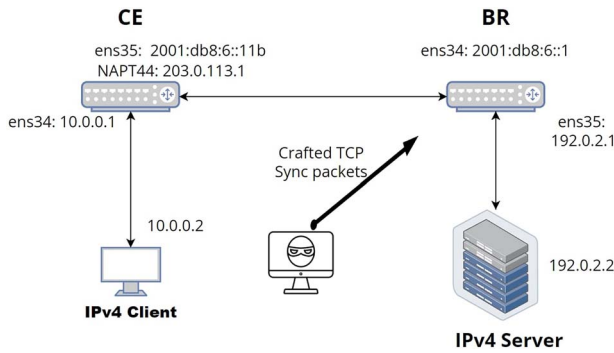 CE
BR
ens35: 2001:db8:6::11b
NAPT44: 203.0.113.1
ens34: 2001:db8:6::1
ens34: 10.0.0.1
ens35:
192.0.2.1
Crafted TCP
Sync packets
10.0.0.2
192.0.2.2
IPv4 Client
IPv4 Server